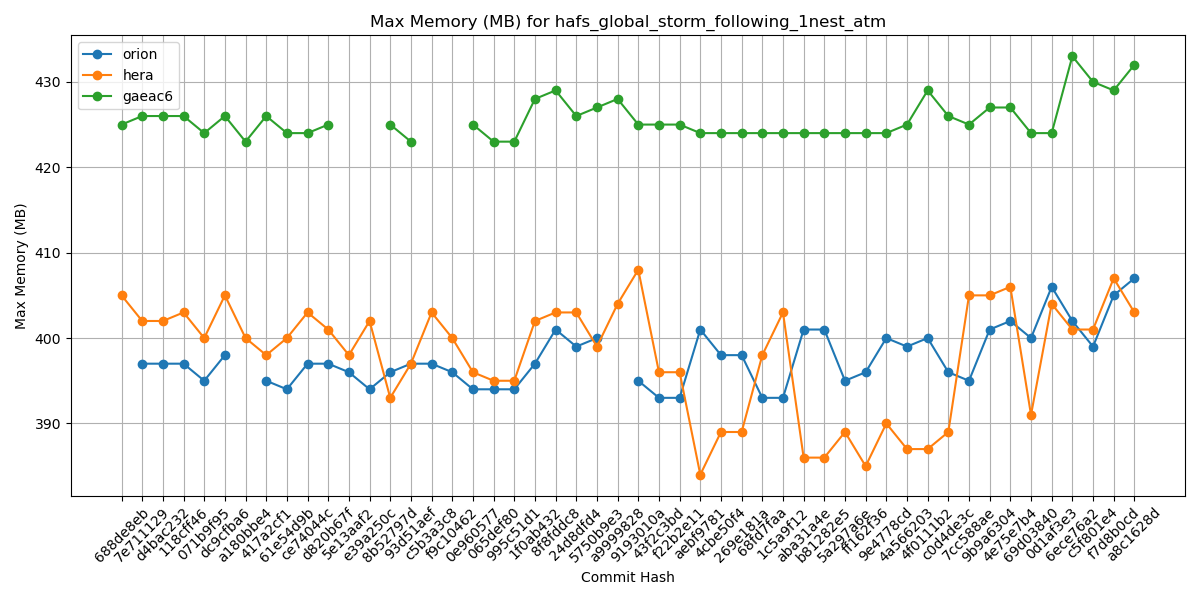 Max Memory (MB) for hafs_global_storm_following_1nest_atm
orion
hera
gaeac6
Max Memory (MB)
430
420
410
400
390
688de8eb
7e711129
d4bac232
118cff46
071b9f95
dc9cfba6
a180bbe4
417a2cf1
61e54d9b
ce74044c
d820b67f
5e13aaf2
e39a250c
8b52797d
93d51aef
c5b3a3c8
f9c10462
0e960577
065def80
995c51d1
1f0ab432
8f8fdfc8
24d8dfd4
5750b9e3
a9999828
9193010a
43f253bd
f22b2e11
aebf9781
4cbe50f4
269e181a
68fd7faa
1c5a9f12
aba31a4e
b81282e5
5a297a6e
ff162f36
9e4778cd
4a566203
4f011b2
c0d4de3c
7cc588ae
9b9a6304
4e75e7b4
69d03840
0d1af3e3
6ece76a2
c5f801e4
f7d8b0cd
a8c1628d
Commit Hash